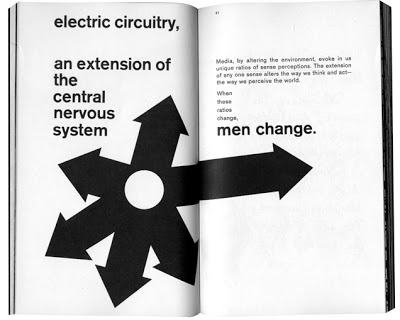 electric circuitry,
an extension of
the
central
nervous
system
Media, by altering the environment, evoke in us
unique ratios of sense perceptions. The extension
of any one sense alters the way we think and act—
the way we perceive the world.
When
these
ratios
change,
men change.